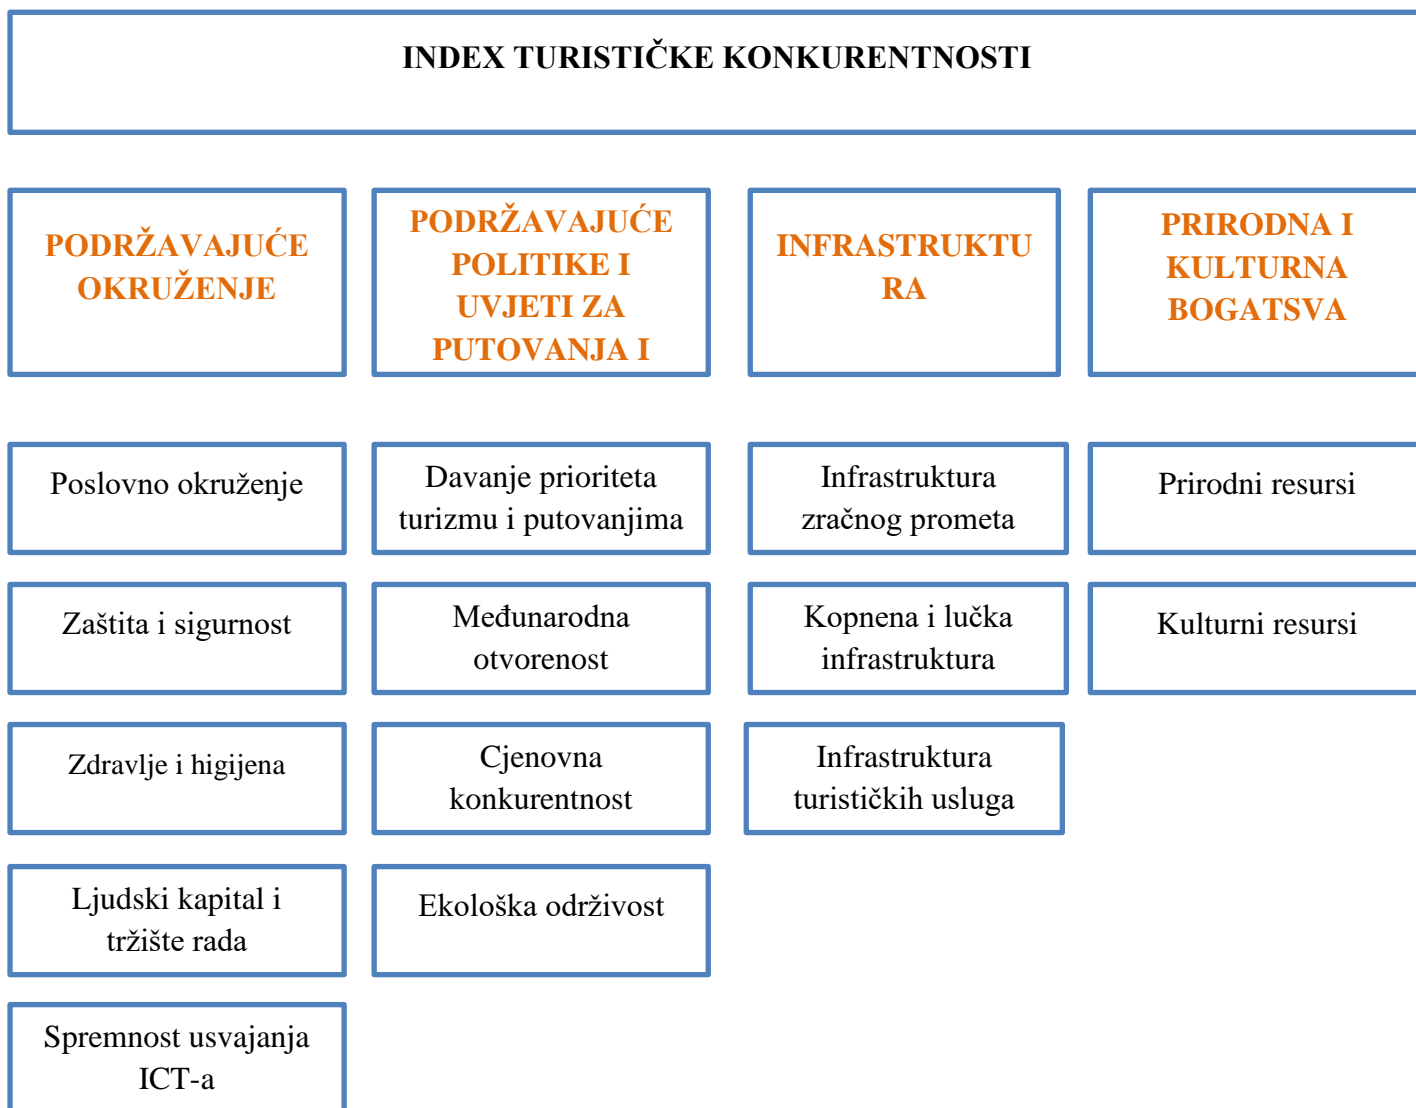 INDEX TURISTIČKE KONKURENTNOSTI
PODRŽAVAJUĆE
OKRUŽENJE
PODRŽAVAJUĆE
POLITIKE I
UVJETI ZA
PUTOVANJA I
INFRASTRUKTU
RA
PRIRODNA I
KULTURNA
BOGATSVA
Poslovno okruženje
Davanje prioriteta
turizmu i putovanjima
Infrastruktura
zračnog prometa
Prirodni resursi
Zaštita i sigurnost
Međunarodna
otvorenost
Kopnena i lučka
infrastruktura
Kulturni resursi
Zdravlje i higijena
Cjenovna
konkurentnost
Infrastruktura
turističkih usluga
Ljudski kapital i
tržište rada
Ekološka održivost
Spremnost usvajanja
ICT-a